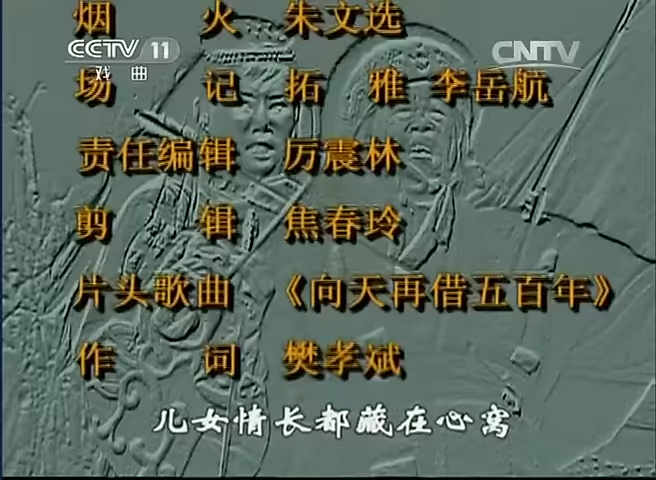 烟 火 朱文选
CCTV 11
戏曲
CNTV
场 记 拓 雅 李岳航
责任编辑 厉震林
剪 辑 焦春玲
片头歌曲 《向天再借五百年》
作 词 樊孝斌
儿女情长都藏在心窝